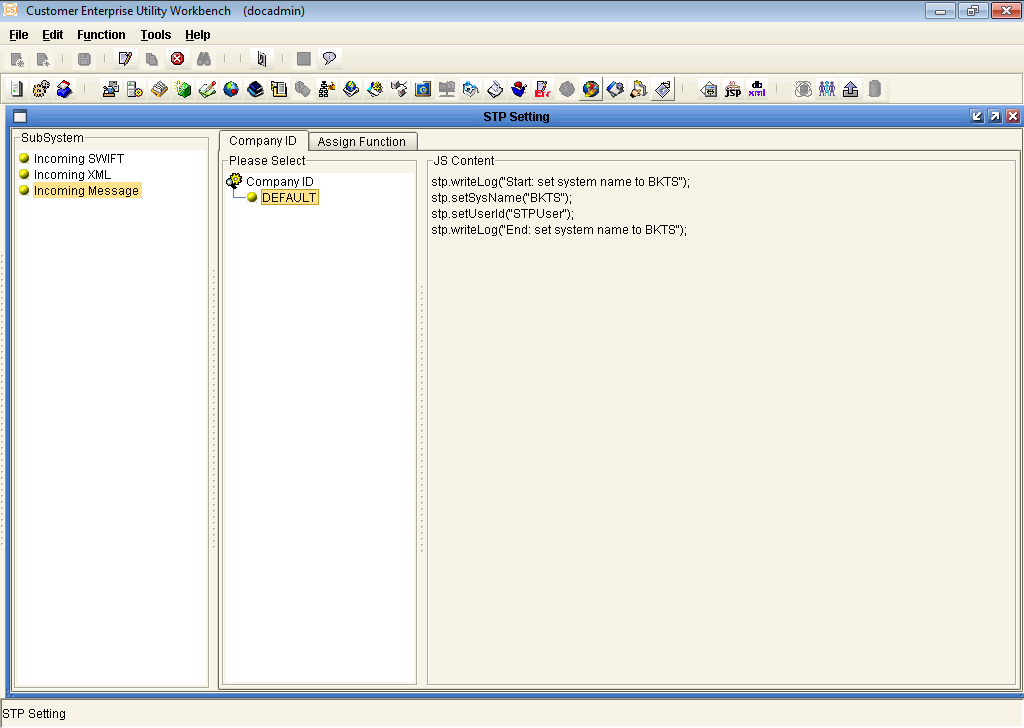 CS Customer Enterprise Utility Workbench (docadmin)
File Edit Function Tools Help
jsp xml
STP Setting
SubSystem
Incoming SWIFT
Incoming XML
Incoming Message
Company ID Assign Function
Please Select
Company ID
DEFAULT
JS Content
stp.writeLog("Start: set system name to BKTS");
stp.setSysName("BKTS");
stp.setUserId("STPUser");
stp.writeLog("End: set system name to BKTS");
STP Setting